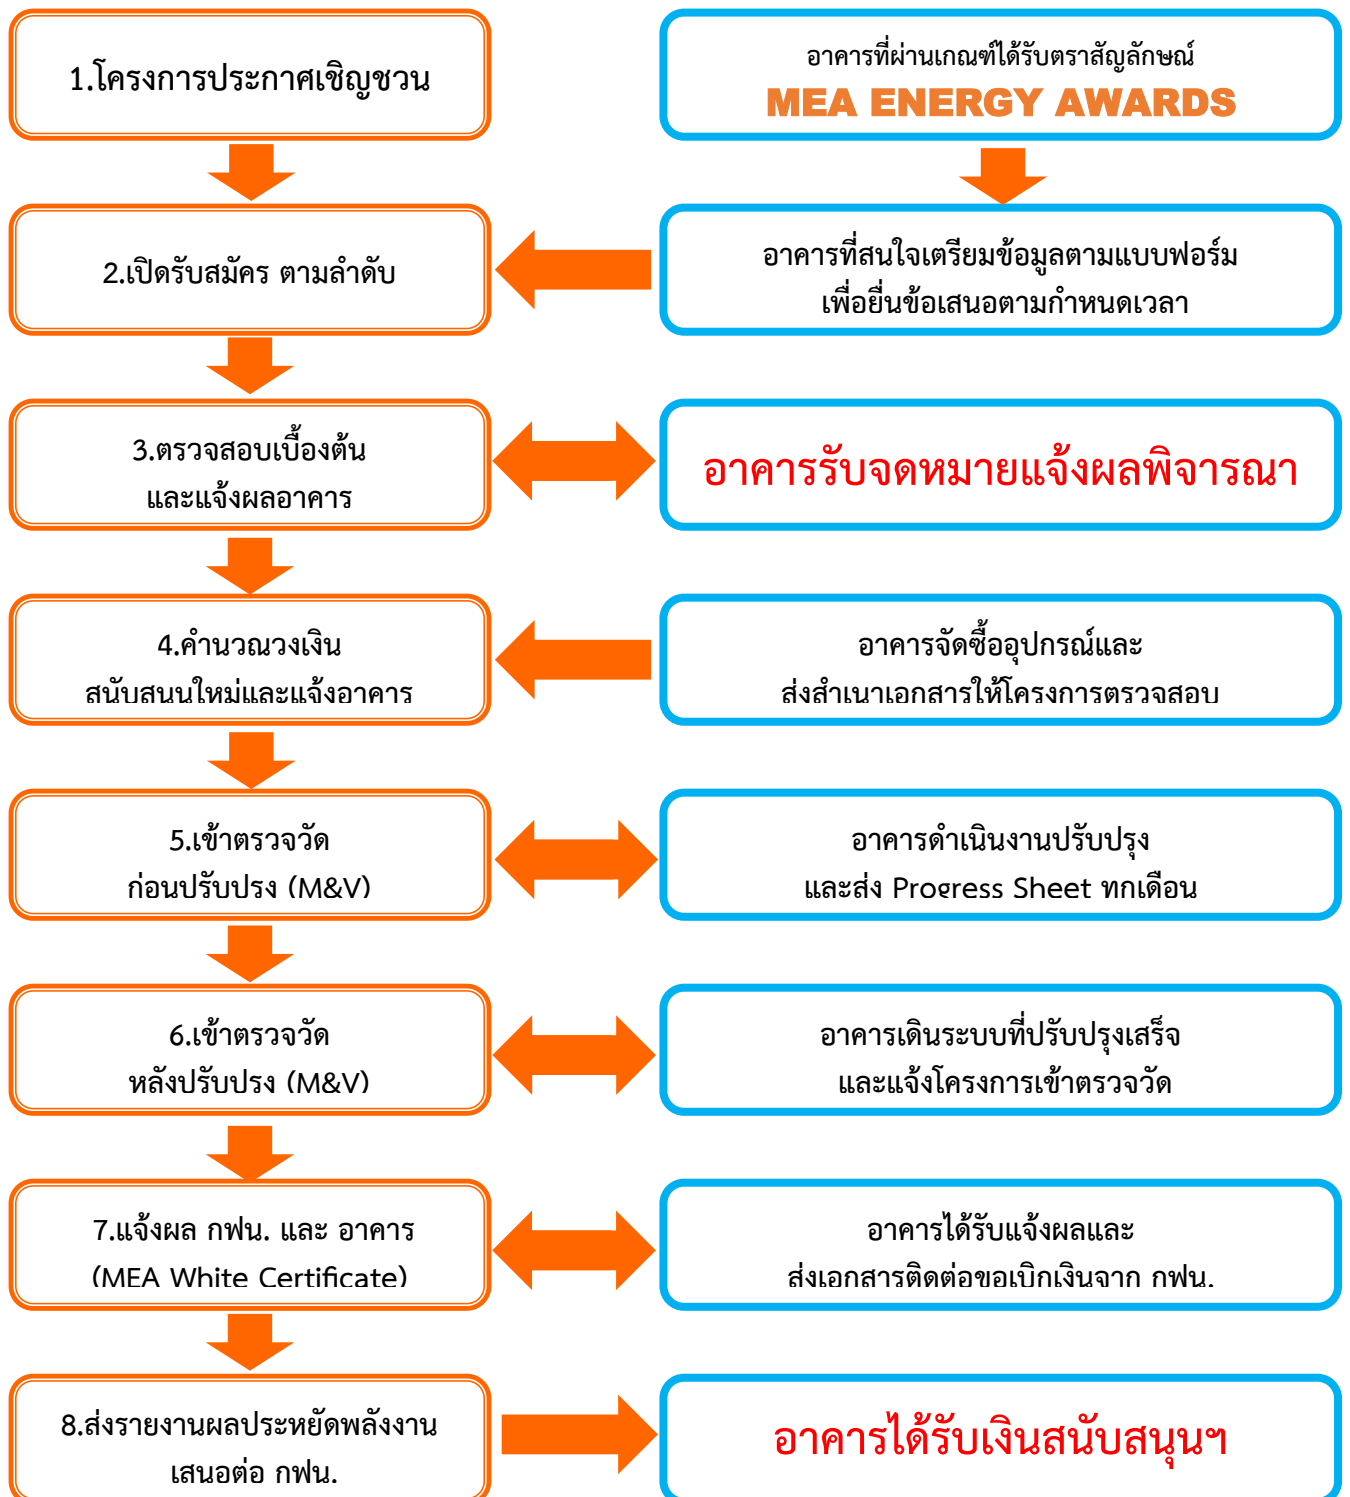 1.โครงการประกาศเชิญชวน
อาคารที่ผ่านเกณฑ์ได้รับตราสัญลักษณ์
MEA ENERGY AWARDS
2.เปิดรับสมัคร ตามลำดับ
อาคารที่สนใจเตรียมข้อมูลตามแบบฟอร์ม
เพื่อยื่นข้อเสนอตามกำหนดเวลา
3.ตรวจสอบเบื้องต้น
และแจ้งผลอาคาร
อาคารรับจดหมายแจ้งผลพิจารณา
4.คำนวณวงเงิน
สนับสนุนใหม่และแจ้งอาคาร
อาคารจัดซื้ออุปกรณ์และ
ส่งสำเนาเอกสารให้โครงการตรวจสอบ
5.เข้าตรวจวัด
ก่อนปรับปรุง (M&V)
อาคารดำเนินงานปรับปรุง
และส่ง Progress Sheet ทุกเดือน
6.เข้าตรวจวัด
หลังปรับปรุง (M&V)
อาคารเดินระบบที่ปรับปรุงเสร็จ
และแจ้งโครงการเข้าตรวจวัด
7.แจ้งผล กฟน. และ อาคาร
(MEA White Certificate)
อาคารได้รับแจ้งผลและ
ส่งเอกสารติดต่อขอเบิกเงินจาก กฟน.
8.ส่งรายงานผลประหยัดพลังงาน
เสนอต่อ กฟน.
อาคารได้รับเงินสนับสนุนฯ